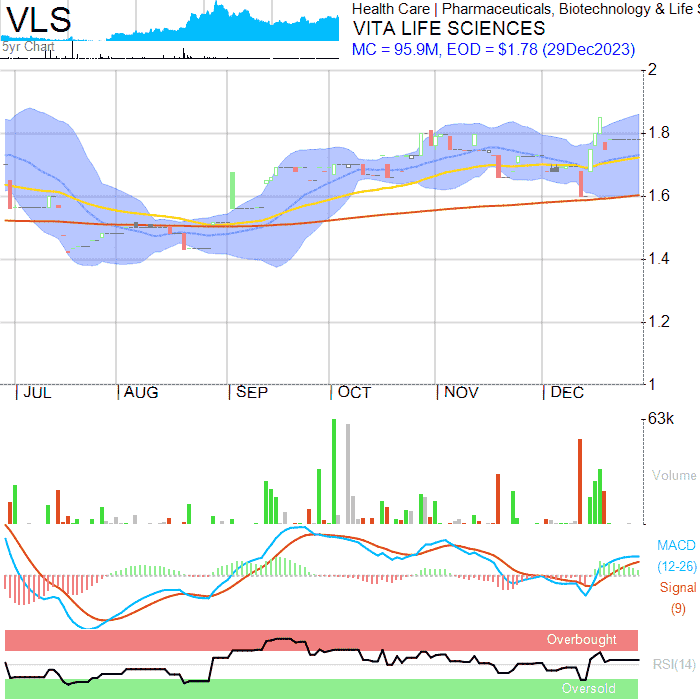 VLS
5yr Chart
Health Care | Pharmaceuticals, Biotechnology & Life S
VITA LIFE SCIENCES
MC = 95.9M, EOD = $1.78 (29Dec2023)
2
1.8
1.6
1.4
1.2
1
| JUL | AUG | SEP | OCT | NOV | DEC
63k
Volume
MACD
(12-26)
Signal
(9)
Overbought
RSI(14)
Oversold